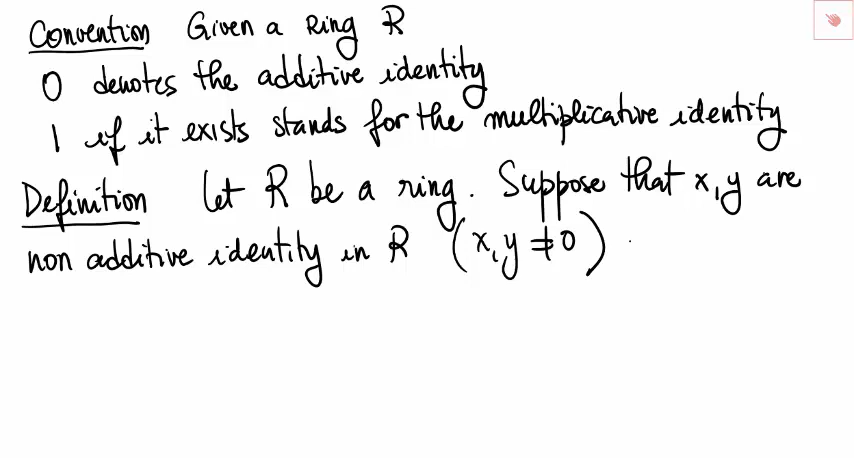 Convention Given a Ring R
0 denotes the additive identity
1 if it exists stands for the multiplicative identity
Definition Let R be a ring. Suppose that x, y are
non additive identity in R (x, y ≠ 0)